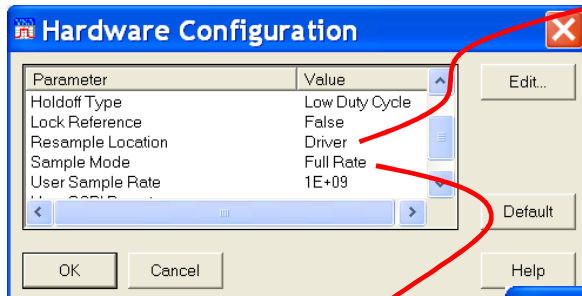 Hardware Configuration
Parameter Value
Holdoff Type Low Duty Cycle
Lock Reference False
Resample Location Driver
Sample Mode Full Rate
User Sample Rate 1E+09
Edit...
Default
OK Cancel Help